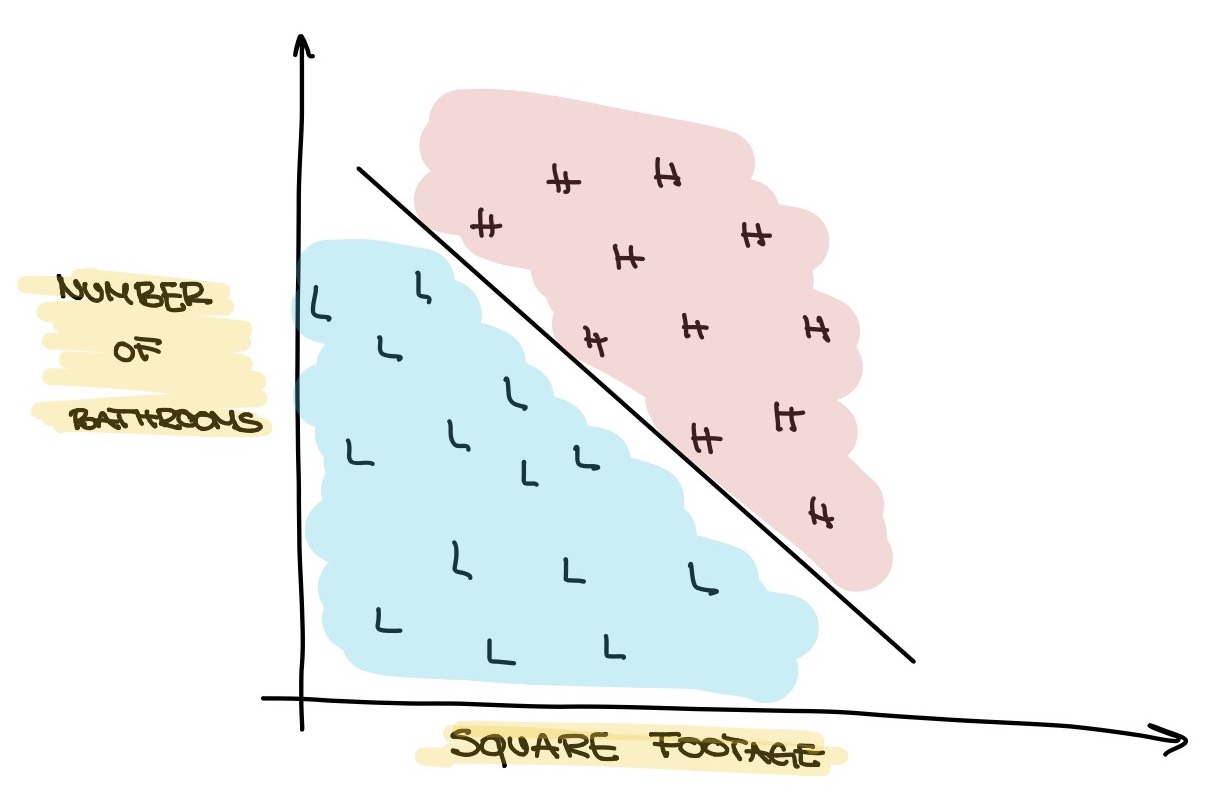 H H
H H
H
L L
NUMBER
OF
BATHROOMS
L H H H
L
H H
L L L L
H
L L L
L L L
SQUARE FOOTAGE